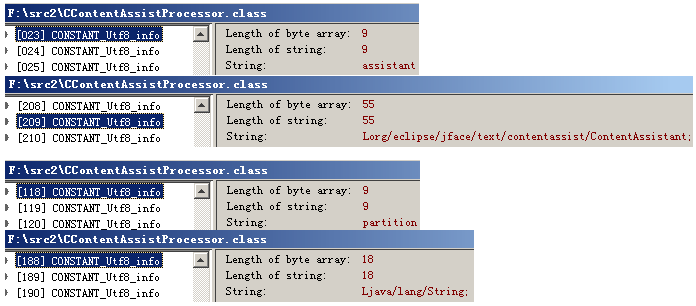 F:\src2\CContentAssistProcessor.class
[023] CONSTANT_Utf8_info Length of byte array: 9
[024] CONSTANT_Utf8_info Length of string: 9
[025] CONSTANT_Utf8_info String: assistant
F:\src2\CContentAssistProcessor.class
[208] CONSTANT_Utf8_info Length of byte array: 55
[209] CONSTANT_Utf8_info Length of string: 55
[210] CONSTANT_Utf8_info String: Lorg/eclipse/jface/text/contentassist/ContentAssistant;
F:\src2\CContentAssistProcessor.class
[118] CONSTANT_Utf8_info Length of byte array: 9
[119] CONSTANT_Utf8_info Length of string: 9
[120] CONSTANT_Utf8_info String: partition
F:\src2\CContentAssistProcessor.class
[188] CONSTANT_Utf8_info Length of byte array: 18
[189] CONSTANT_Utf8_info Length of string: 18
[190] CONSTANT_Utf8_info String: Ljava/lang/String;